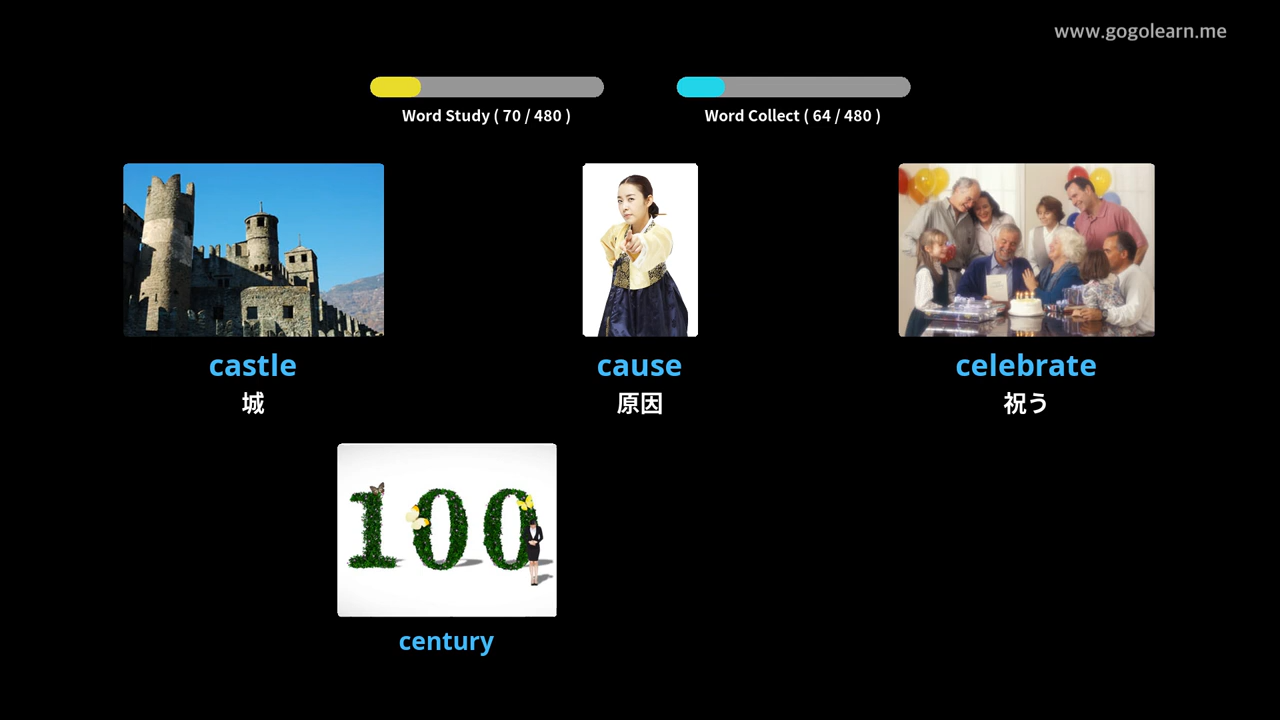 www.gogolearn.me
Word Study ( 70 / 480 )
Word Collect ( 64 / 480 )
castle
cause
celebrate
城
原因
祝う
100
century